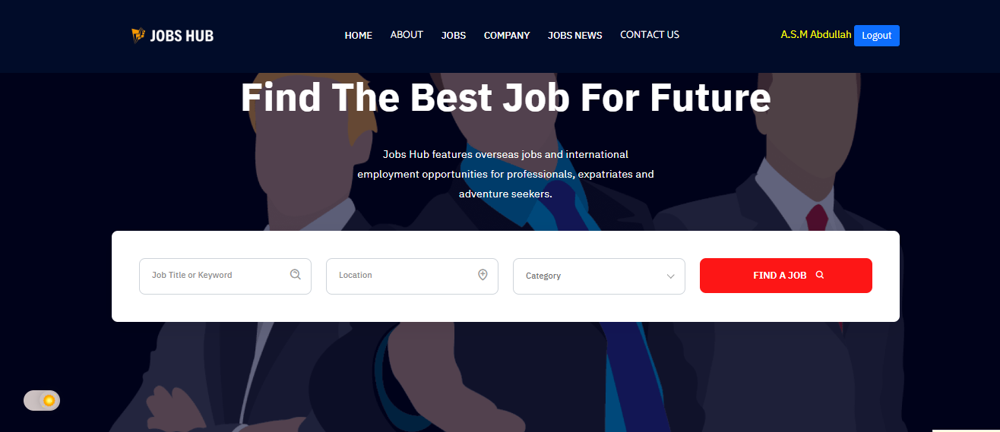 JOBS HUB
HOME ABOUT JOBS COMPANY JOBS NEWS CONTACT US
A.S.M Abdullah Logout
Find The Best Job For Future
Jobs Hub features overseas jobs and international
employment opportunities for professionals, expatriates and
adventure seekers.
Job Title or Keyword
Location
Category
FIND A JOB